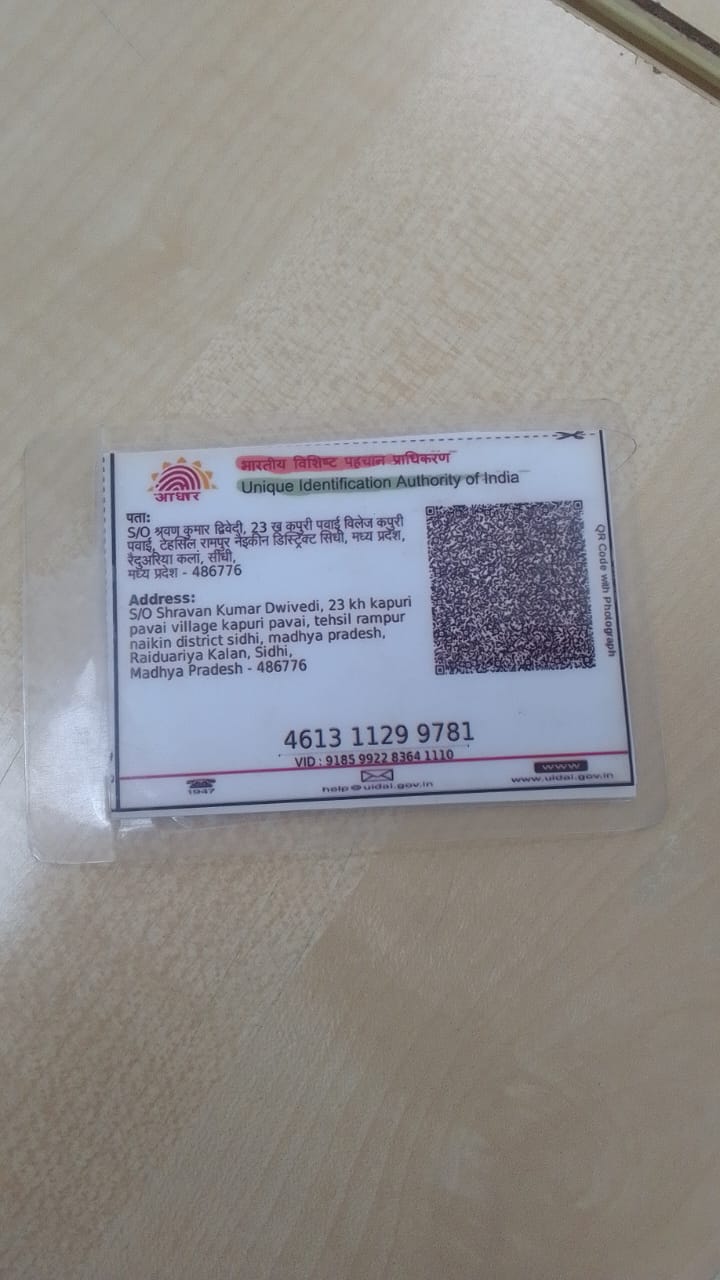 आधार
भारतीय विशिष्ट पहचान प्राधिकरण
Unique Identification Authority of India
पता:
S/O श्रवण कुमार द्विवेदी, 23 ख कपुरी पवाई विलेज कपुरी
पवाई, टेहसिल रामपुर नैइकीन डिस्ट्रिक्ट सिधी, मध्य प्रदेश,
रैदुअरिया कलां, सीधी,
मध्य प्रदेश - 486776
Address:
S/O Shravan Kumar Dwivedi, 23 kh kapuri
pavai village kapuri pavai, tehsil rampur
naikin district sidhi, madhya pradesh,
Raiduariya Kalan, Sidhi,
Madhya Pradesh - 486776
QR Code with Photograph
4613 1129 9781
VID : 9185 9922 8364 1110
1947
help@uidai.gov.in
www
www.uidai.gov.in